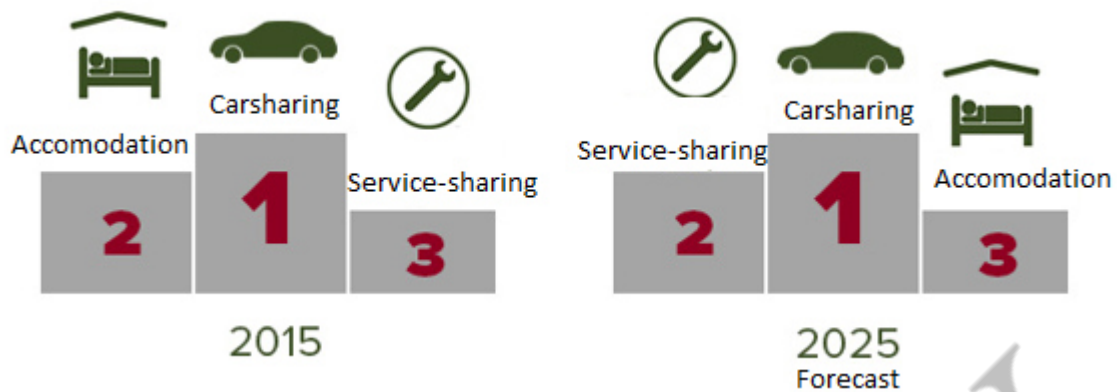 Carsharing
Accomodation
Service-sharing
2
1
3
2015
Carsharing
Service-sharing
Accomodation
2
1
3
2025
Forecast